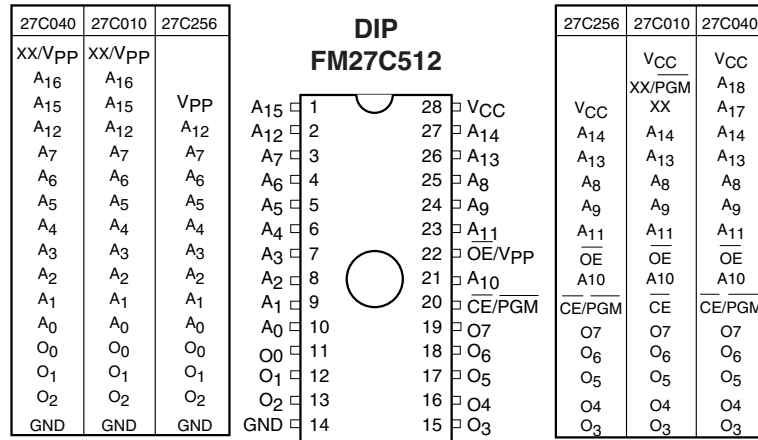 27C040 27C010 27C256 DIP 27C256 27C010 27C040
XX/VPP XX/VPP FM27C512 VCC VCC
A16 A16 XX/PGM A18
A15 A15 VPP A15 1 28 VCC VCC XX A17
A12 A12 A12 A12 2 27 A14 A14 A14 A14
A7 A7 A7 A7 3 26 A13 A13 A13 A13
A6 A6 A6 A6 4 25 A8 A8 A8 A8
A5 A5 A5 A5 5 24 A9 A9 A9 A9
A4 A4 A4 A4 6 23 A11 A11 A11 A11
A3 A3 A3 A3 7 22 OE/VPP OE OE OE
A2 A2 A2 A2 8 21 A10 A10 A10 A10
A1 A1 A1 A1 9 20 CE/PGM CE/PGM CE CE/PGM
A0 A0 A0 A0 10 19 O7 O7 O7 O7
O0 O0 O0 O0 11 18 O6 O6 O6 O6
O1 O1 O1 O1 12 17 O5 O5 O5 O5
O2 O2 O2 O2 13 16 O4 O4 O4 O4
GND GND GND GND 14 15 O3 O3 O3 O3